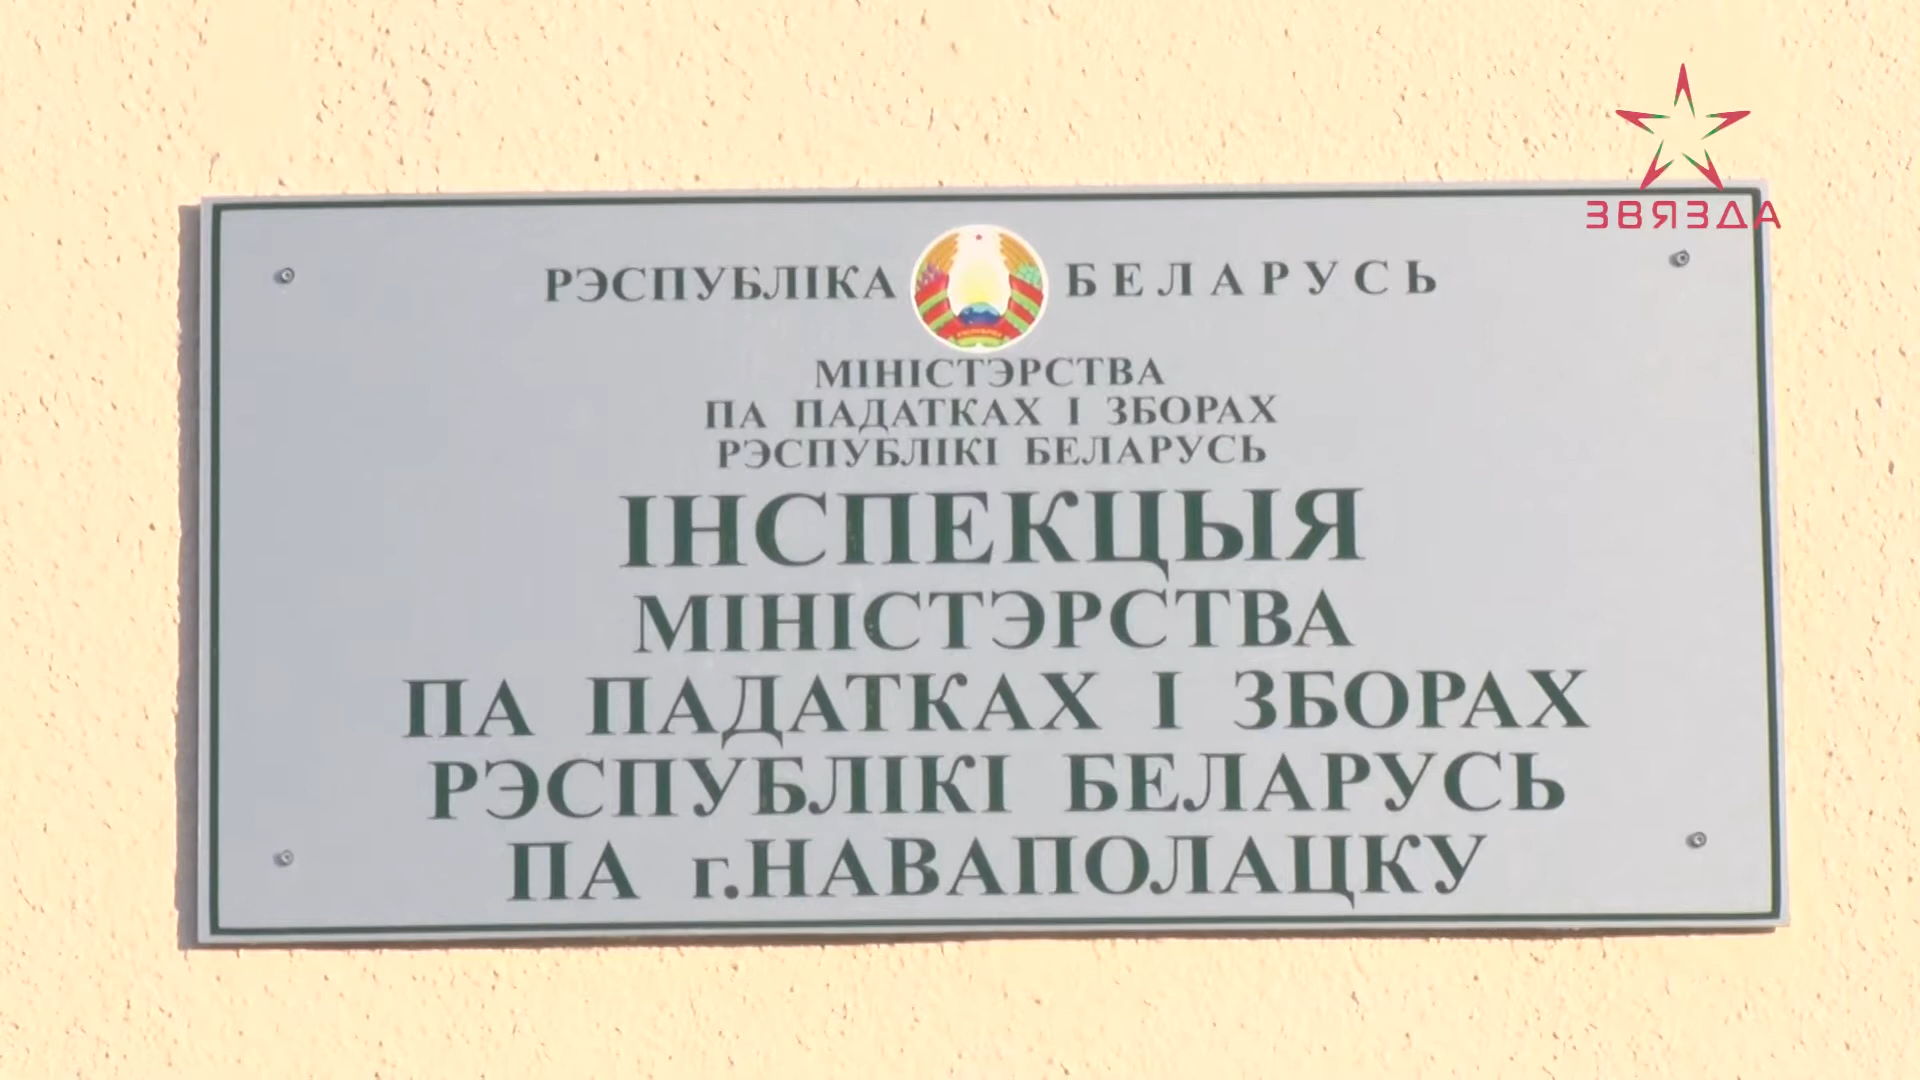 ЗВЯЗДА
РЭСПУБЛІКА БЕЛАРУСЬ
МІНІСТЭРСТВА
ПА ПАДАТКАХ І ЗБОРАХ
РЭСПУБЛІКІ БЕЛАРУСЬ
ІНСПЕКЦЫЯ
МІНІСТЭРСТВА
ПА ПАДАТКАХ І ЗБОРАХ
РЭСПУБЛІКІ БЕЛАРУСЬ
ПА г.НАВАПОЛАЦКУ